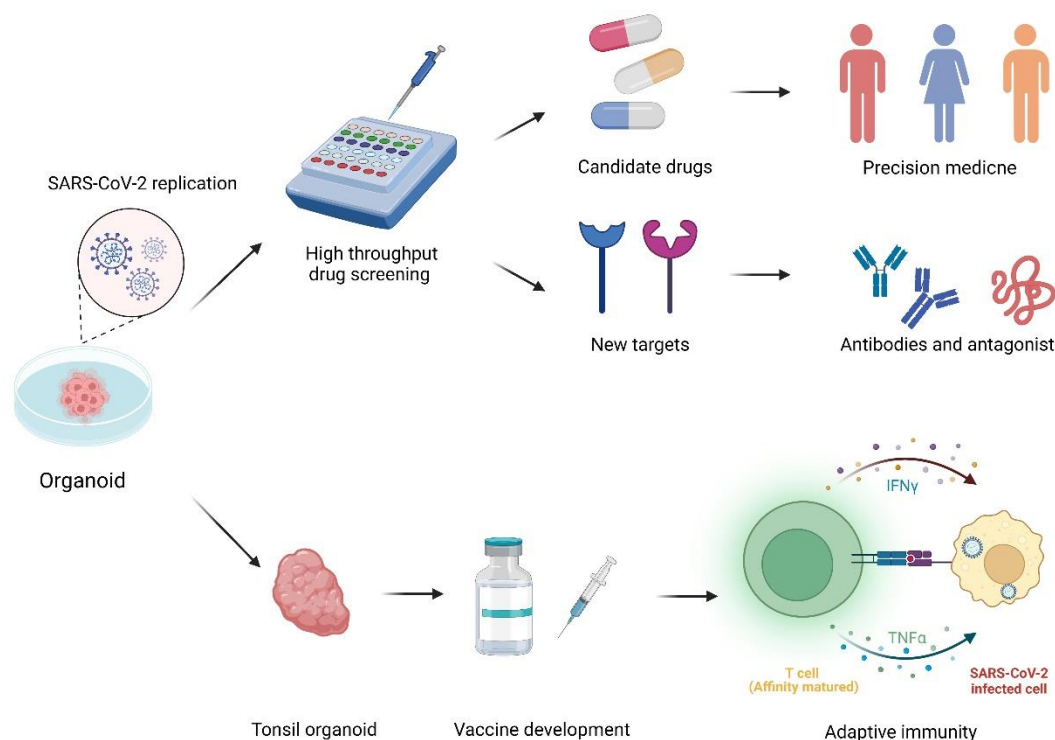 SARS-CoV-2 replication
Organoid
High throughput
drug screening
Candidate drugs
Precision medicne
New targets
Antibodies and antagonist
Tonsil organoid
Vaccine development
IFNγ
TNFα
T cell
(Affinity matured)
SARS-CoV-2
infected cell
Adaptive immunity